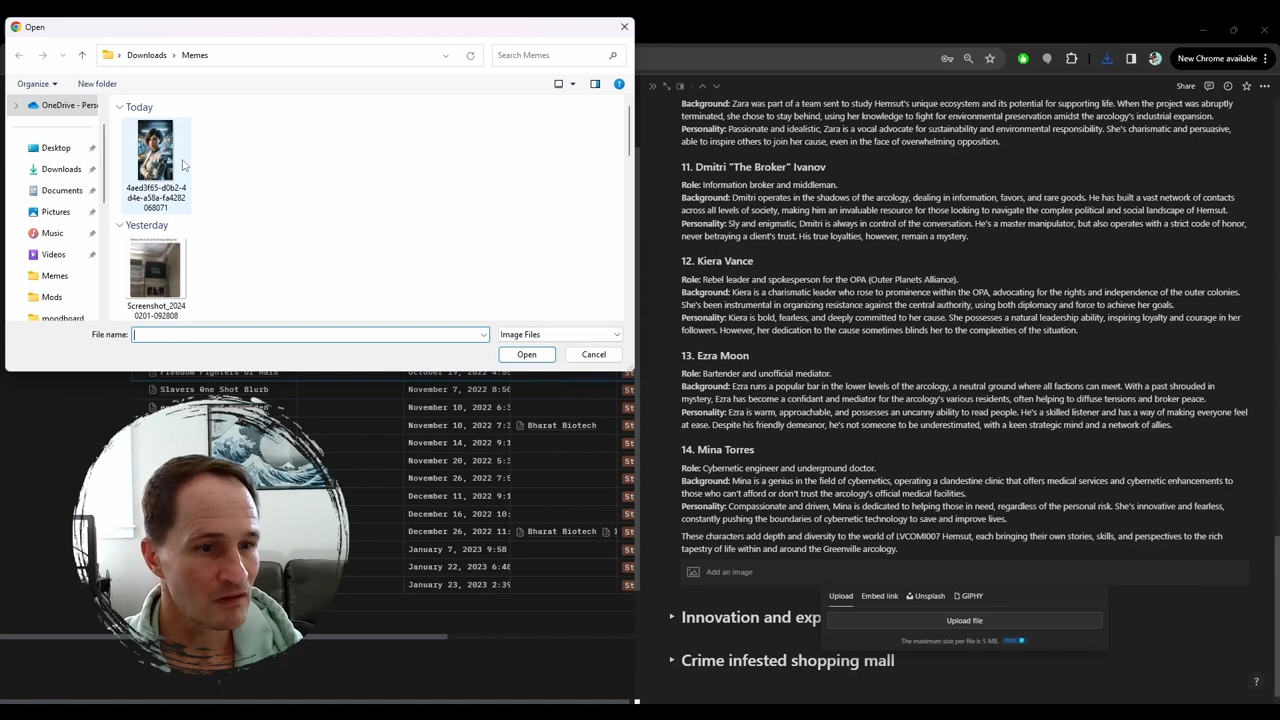 Open
Downloads
Memes
Search Memes
Organize
New folder
OneDrive - Perso
Desktop
Downloads
Documents
Pictures
Music
Videos
Memes
Mods
moodboard
Today
4aed3f65-d0b2-4
d4e-a58a-fa4282
068071
Yesterday
Screenshot_2024
0201-092808
File name:
Image Files
Open
Cancel
Slavers One Shot Blurb
November 7, 2022 8:50
November 10, 2022 6:3
November 10, 2022 7:3
Bharat Biotech
November 14, 2022 9:1
November 20, 2022 5:3
November 26, 2022 7:5
December 11, 2022 9:1
December 16, 2022 10:
December 26, 2022 11:
Bharat Biotech
January 7, 2023 9:58
January 22, 2023 6:48
January 23, 2023 2:39
New Chrome available
Share
Background: Zara was part of a team sent to study Hemsut's unique ecosystem and its potential for supporting life. When the project was abruptly
terminated, she chose to stay behind, using her knowledge to fight for environmental preservation amidst the arcology's industrial expansion.
Personality: Passionate and idealistic, Zara is a vocal advocate for sustainability and environmental responsibility. She's charismatic and persuasive,
able to inspire others to join her cause, even in the face of overwhelming opposition.
11. Dmitri "The Broker" Ivanov
Role: Information broker and middleman.
Background: Dmitri operates in the shadows of the arcology, dealing in information, favors, and rare goods. He has built a vast network of contacts
across all levels of society, making him an invaluable resource for those looking to navigate the complex political and social landscape of Hemsut.
Personality: Sly and enigmatic, Dmitri is always in control of the conversation. He's a master manipulator, but also operates with a strict code of honor,
never betraying a client's trust. His true loyalties, however, remain a mystery.
12. Kiera Vance
Role: Rebel leader and spokesperson for the OPA (Outer Planets Alliance).
Background: Kiera is a charismatic leader who rose to prominence within the OPA, advocating for the rights and independence of the outer colonies.
She's been instrumental in organizing resistance against the central authority, using both diplomacy and force to achieve her goals.
Personality: Kiera is bold, fearless, and deeply committed to her cause. She possesses a natural leadership ability, inspiring loyalty and courage in her
followers. However, her dedication to the cause sometimes blinds her to the complexities of the situation.
13. Ezra Moon
Role: Bartender and unofficial mediator.
Background: Ezra runs a popular bar in the lower levels of the arcology, a neutral ground where all factions can meet. With a past shrouded in
mystery, Ezra has become a confidant and mediator for the arcology's various residents, often helping to diffuse tensions and broker peace.
Personality: Ezra is warm, approachable, and possesses an uncanny ability to read people. He's a skilled listener and has a way of making everyone feel
at ease. Despite his friendly demeanor, he's not someone to be underestimated, with a keen strategic mind and a network of allies.
14. Mina Torres
Role: Cybernetic engineer and underground doctor.
Background: Mina is a genius in the field of cybernetics, operating a clandestine clinic that offers medical services and cybernetic enhancements to
those who can't afford or don't trust the arcology's official medical facilities.
Personality: Compassionate and driven, Mina is dedicated to helping those in need, regardless of the personal risk. She's innovative and fearless,
constantly pushing the boundaries of cybernetic technology to save and improve lives.
These characters add depth and diversity to the world of LVCOMI007 Hemsut, each bringing their own stories, skills, and perspectives to the rich
tapestry of life within and around the Greenville arcology.
Add an image
Upload
Embed link
Unsplash
GIPHY
Upload file
The maximum size per file is 5 MB.
PLUS
Innovation and exp
Crime infested shopping mall